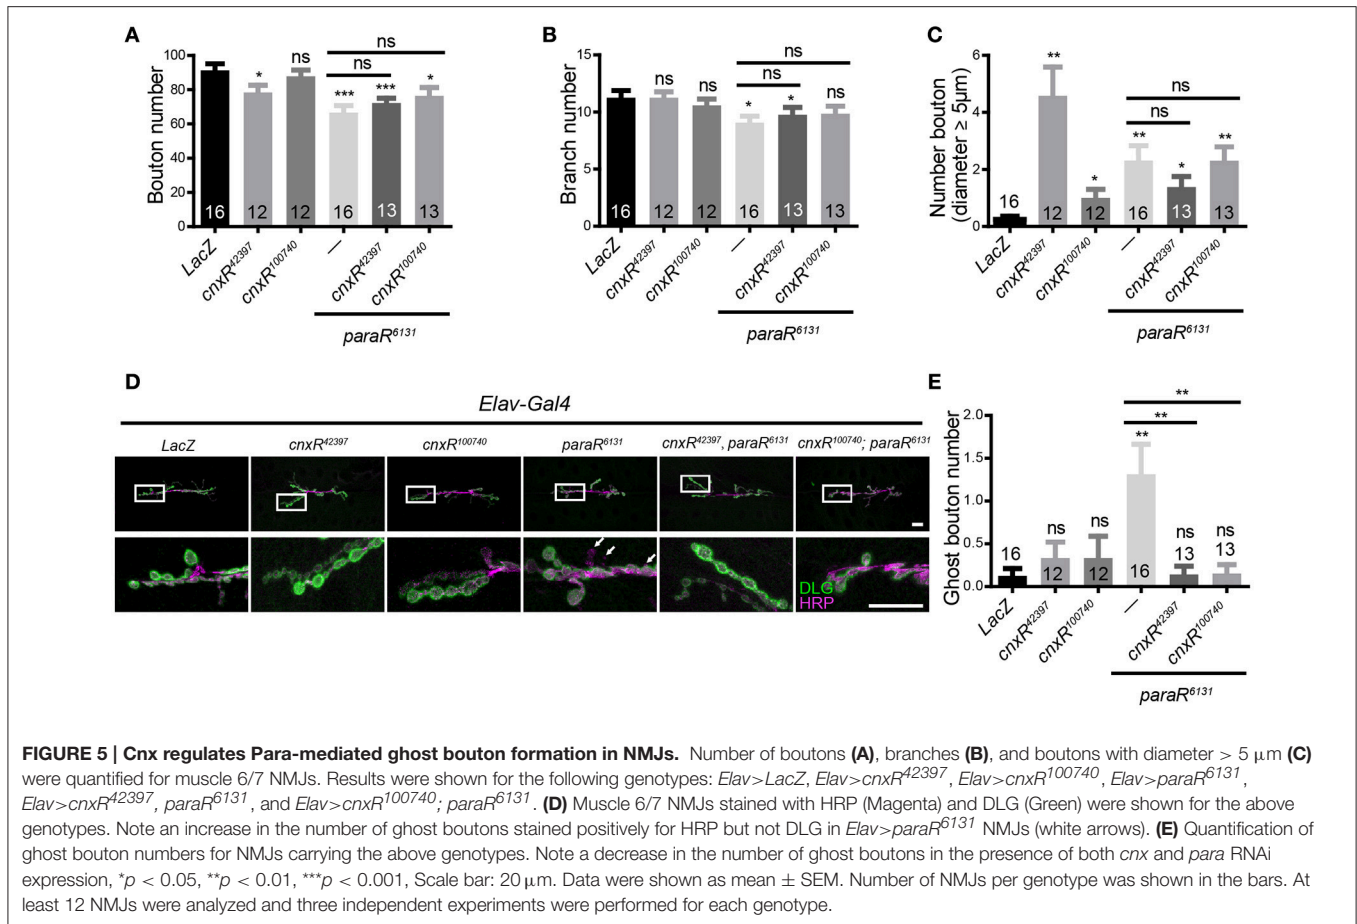 A
ns
ns
Bouton number
100
80
60
40
20
0
*
ns
***
***
*
16
12
12
16
13
13
LacZ
cnxR42397
cnxR100740
—
cnxR42397
cnxR100740
paraR6131
B
ns
ns
Branch number
15
10
5
0
ns
ns
*
*
ns
16
12
12
16
13
13
LacZ
cnxR42397
cnxR100740
—
cnxR42397
cnxR100740
paraR6131
C
Number bouton
(diameter ≥ 5μm)
6
4
2
0
ns
ns
**
*
**
*
**
16
12
12
16
13
13
LacZ
cnxR42397
cnxR100740
—
cnxR42397
cnxR100740
paraR6131
D
Elav-Gal4
LacZ
cnxR42397
cnxR100740
paraR6131
cnxR42397, paraR6131
cnxR100740; paraR6131
DLG
HRP
E
Ghost bouton number
2.0
1.5
1.0
0.5
0.0
**
**
ns
ns
**
ns
ns
16
12
12
16
13
13
LacZ
cnxR42397
cnxR100740
—
cnxR42397
cnxR100740
paraR6131
FIGURE 5 | Cnx regulates Para-mediated ghost bouton formation in NMJs. Number of boutons (A), branches (B), and boutons with diameter > 5 μm (C)
were quantified for muscle 6/7 NMJs. Results were shown for the following genotypes: Elav>LacZ, Elav>cnxR42397, Elav>cnxR100740, Elav>paraR6131,
Elav>cnxR42397, paraR6131, and Elav>cnxR100740; paraR6131. (D) Muscle 6/7 NMJs stained with HRP (Magenta) and DLG (Green) were shown for the above
genotypes. Note an increase in the number of ghost boutons stained positively for HRP but not DLG in Elav>paraR6131 NMJs (white arrows). (E) Quantification of
ghost bouton numbers for NMJs carrying the above genotypes. Note a decrease in the number of ghost boutons in the presence of both cnx and para RNAi
expression, *p < 0.05, **p < 0.01, ***p < 0.001, Scale bar: 20 μm. Data were shown as mean ± SEM. Number of NMJs per genotype was shown in the bars. At
least 12 NMJs were analyzed and three independent experiments were performed for each genotype.